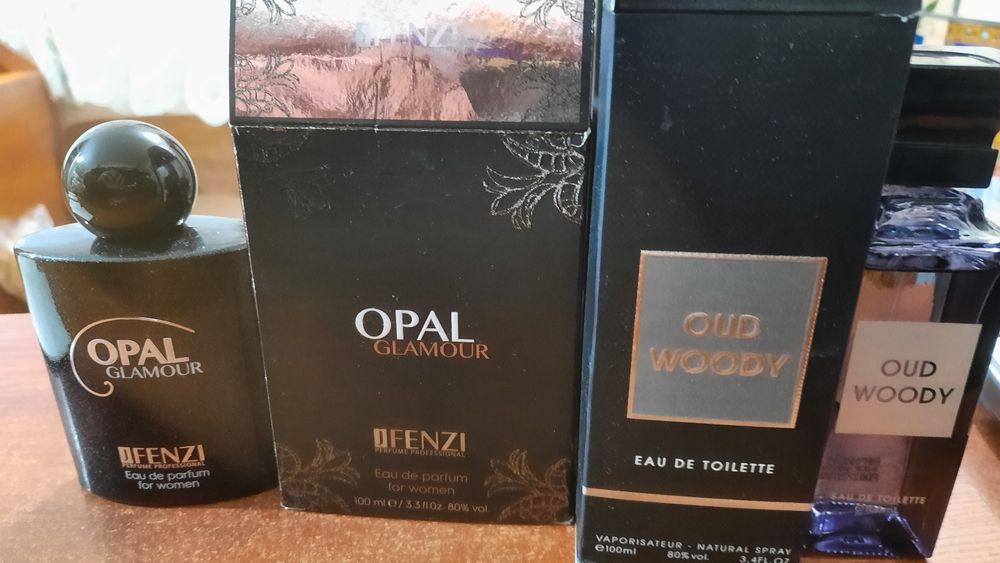 OPAL
GLAMOUR
JFENZI
PERFUME PROFESSIONAL
Eau de parfum
for women
JFENZI
OPAL
GLAMOUR
JFENZI
PERFUME PROFESSIONAL
Eau de parfum
for women
100 ml e / 3.3 fl.Oz. 80% vol.
OUD
WOODY
EAU DE TOILETTE
VAPORISATEUR - NATURAL SPRAY
e100ml 80% vol. 3.4FL.OZ
OUD
WOODY
EAU DE TOILETTE